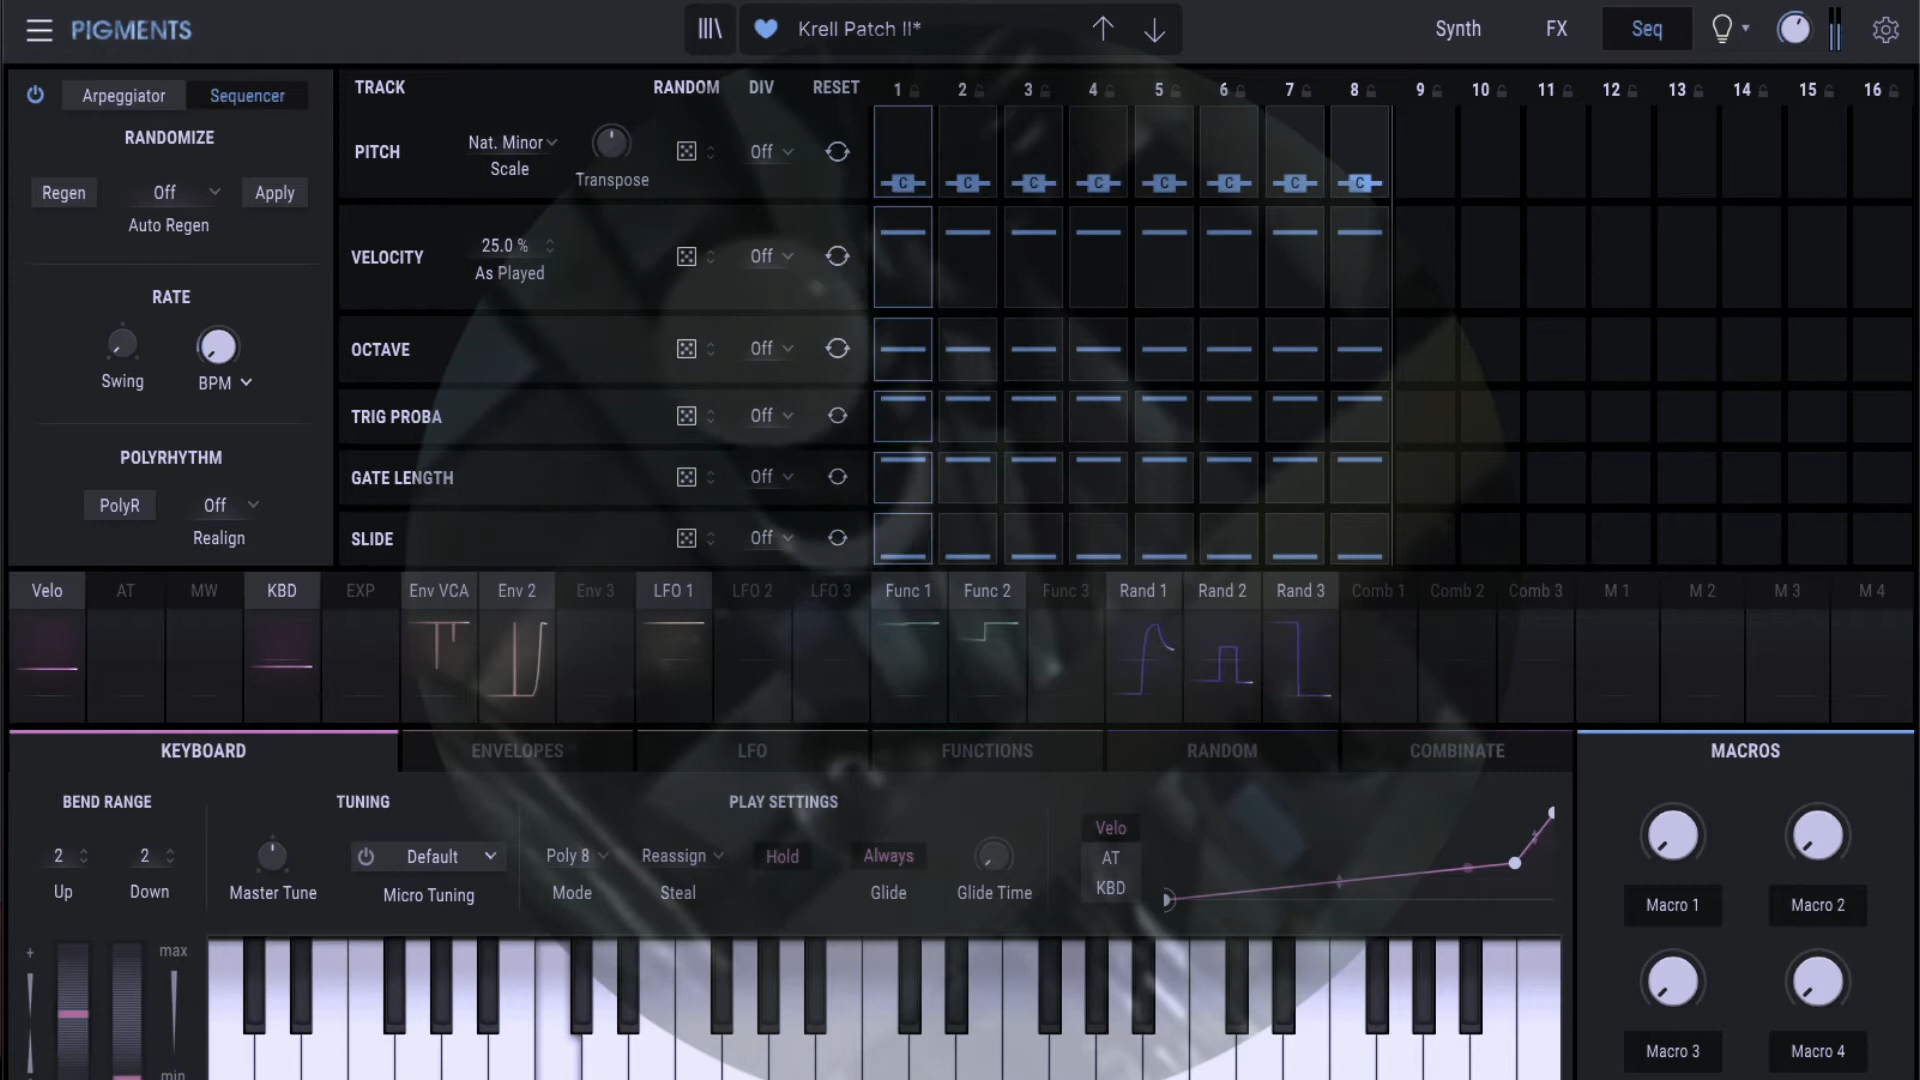 PIGMENTS
Krell Patch II*
Synth
FX
Seq
Arpeggiator
Sequencer
RANDOMIZE
Regen
Off
Apply
Auto Regen
RATE
Swing
BPM
POLYRHYTHM
PolyR
Off
Realign
TRACK
RANDOM
DIV
RESET
1 2 3 4 5 6 7 8 9 10 11 12 13 14 15 16
PITCH
Nat. Minor
Scale
Transpose
Off
C C C C C C C C
VELOCITY
25.0 %
As Played
Off
OCTAVE
Off
TRIG PROBA
Off
GATE LENGTH
Off
SLIDE
Off
Velo AT MW KBD EXP Env VCA Env 2 Env 3 LFO 1 LFO 2 LFO 3 Func 1 Func 2 Func 3 Rand 1 Rand 2 Rand 3 Comb 1 Comb 2 Comb 3 M 1 M 2 M 3 M 4
KEYBOARD
ENVELOPES
LFO
FUNCTIONS
RANDOM
COMBINATE
MACROS
BEND RANGE
2
Up
2
Down
TUNING
Master Tune
Default
Micro Tuning
PLAY SETTINGS
Poly 8
Mode
Reassign
Steal
Hold
Always
Glide
Glide Time
Velo
AT
KBD
Macro 1
Macro 2
Macro 3
Macro 4
+
max
min